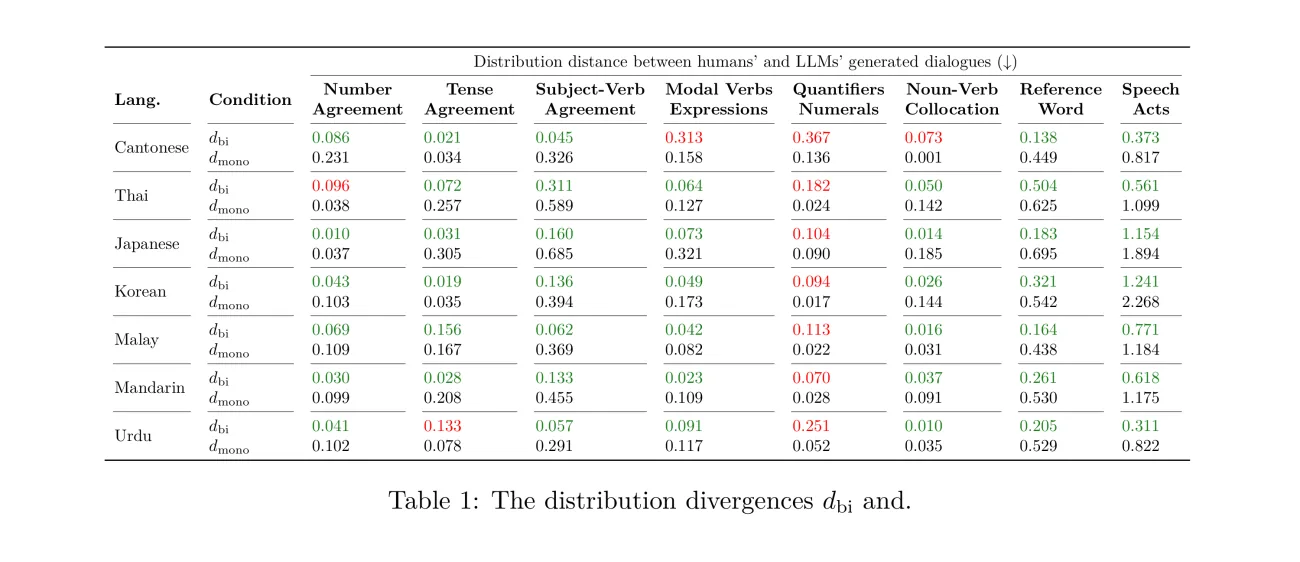 Distribution distance between humans' and LLMs' generated dialogues (↓)
Lang. Condition Number Agreement Tense Agreement Subject-Verb Agreement Modal Verbs Expressions Quantifiers Numerals Noun-Verb Collocation Reference Word Speech Acts
Cantonese d_bi 0.086 0.021 0.045 0.313 0.367 0.073 0.138 0.373
d_mono 0.231 0.034 0.326 0.158 0.136 0.001 0.449 0.817
Thai d_bi 0.096 0.072 0.311 0.064 0.182 0.050 0.504 0.561
d_mono 0.038 0.257 0.589 0.127 0.024 0.142 0.625 1.099
Japanese d_bi 0.010 0.031 0.160 0.073 0.104 0.014 0.183 1.154
d_mono 0.037 0.305 0.685 0.321 0.090 0.185 0.695 1.894
Korean d_bi 0.043 0.019 0.136 0.049 0.094 0.026 0.321 1.241
d_mono 0.103 0.035 0.394 0.173 0.017 0.144 0.542 2.268
Malay d_bi 0.069 0.156 0.062 0.042 0.113 0.016 0.164 0.771
d_mono 0.109 0.167 0.369 0.082 0.022 0.031 0.438 1.184
Mandarin d_bi 0.030 0.028 0.133 0.023 0.070 0.037 0.261 0.618
d_mono 0.099 0.208 0.455 0.109 0.028 0.091 0.530 1.175
Urdu d_bi 0.041 0.133 0.057 0.091 0.251 0.010 0.205 0.311
d_mono 0.102 0.078 0.291 0.117 0.052 0.035 0.529 0.822
Table 1: The distribution divergences d_bi and.